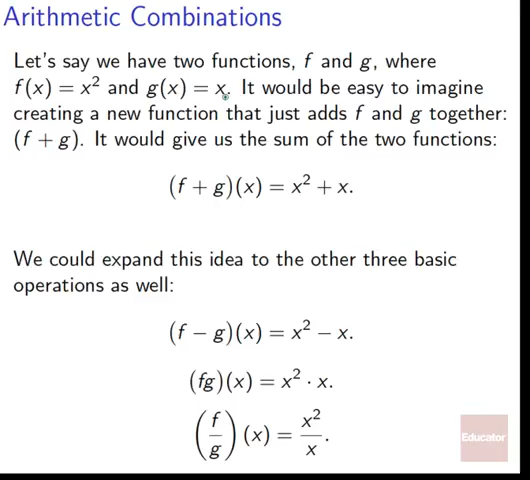 Arithmetic Combinations
Let's say we have two functions, f and g, where
f(x) = x² and g(x) = x. It would be easy to imagine
creating a new function that just adds f and g together:
(f + g). It would give us the sum of the two functions:
(f + g)(x) = x² + x.
We could expand this idea to the other three basic
operations as well:
(f − g)(x) = x² − x.
(fg)(x) = x² · x.
(f/g)(x) = x²/x.
Educator